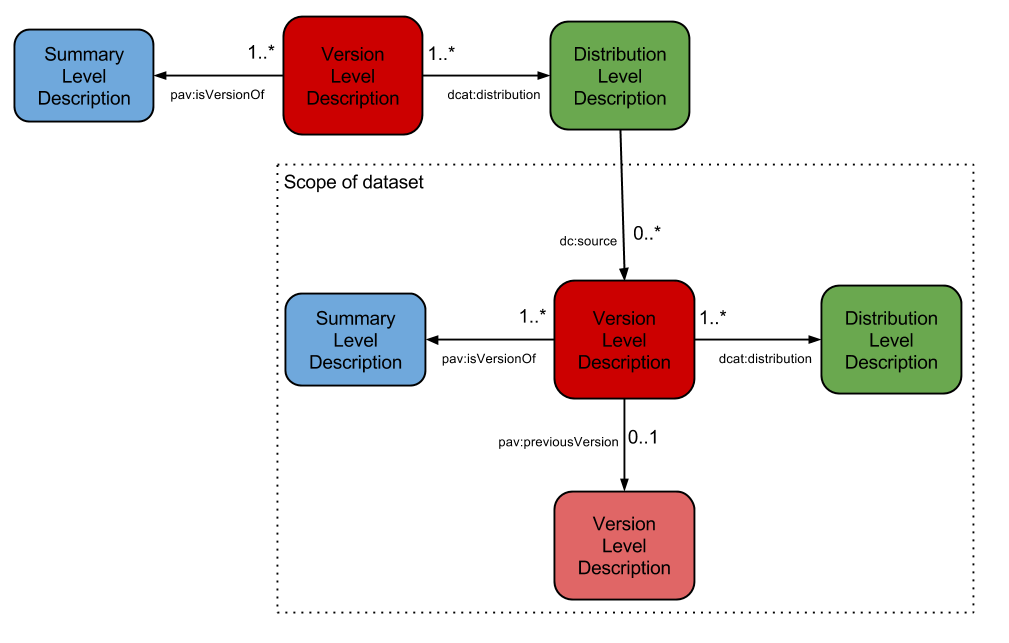 Summary
Level
Description
1..*
pav:isVersionOf
Version
Level
Description
1..*
dcat:distribution
Distribution
Level
Description
Scope of dataset
dc:source
0..*
Summary
Level
Description
1..*
pav:isVersionOf
Version
Level
Description
1..*
dcat:distribution
Distribution
Level
Description
pav:previousVersion
0..1
Version
Level
Description